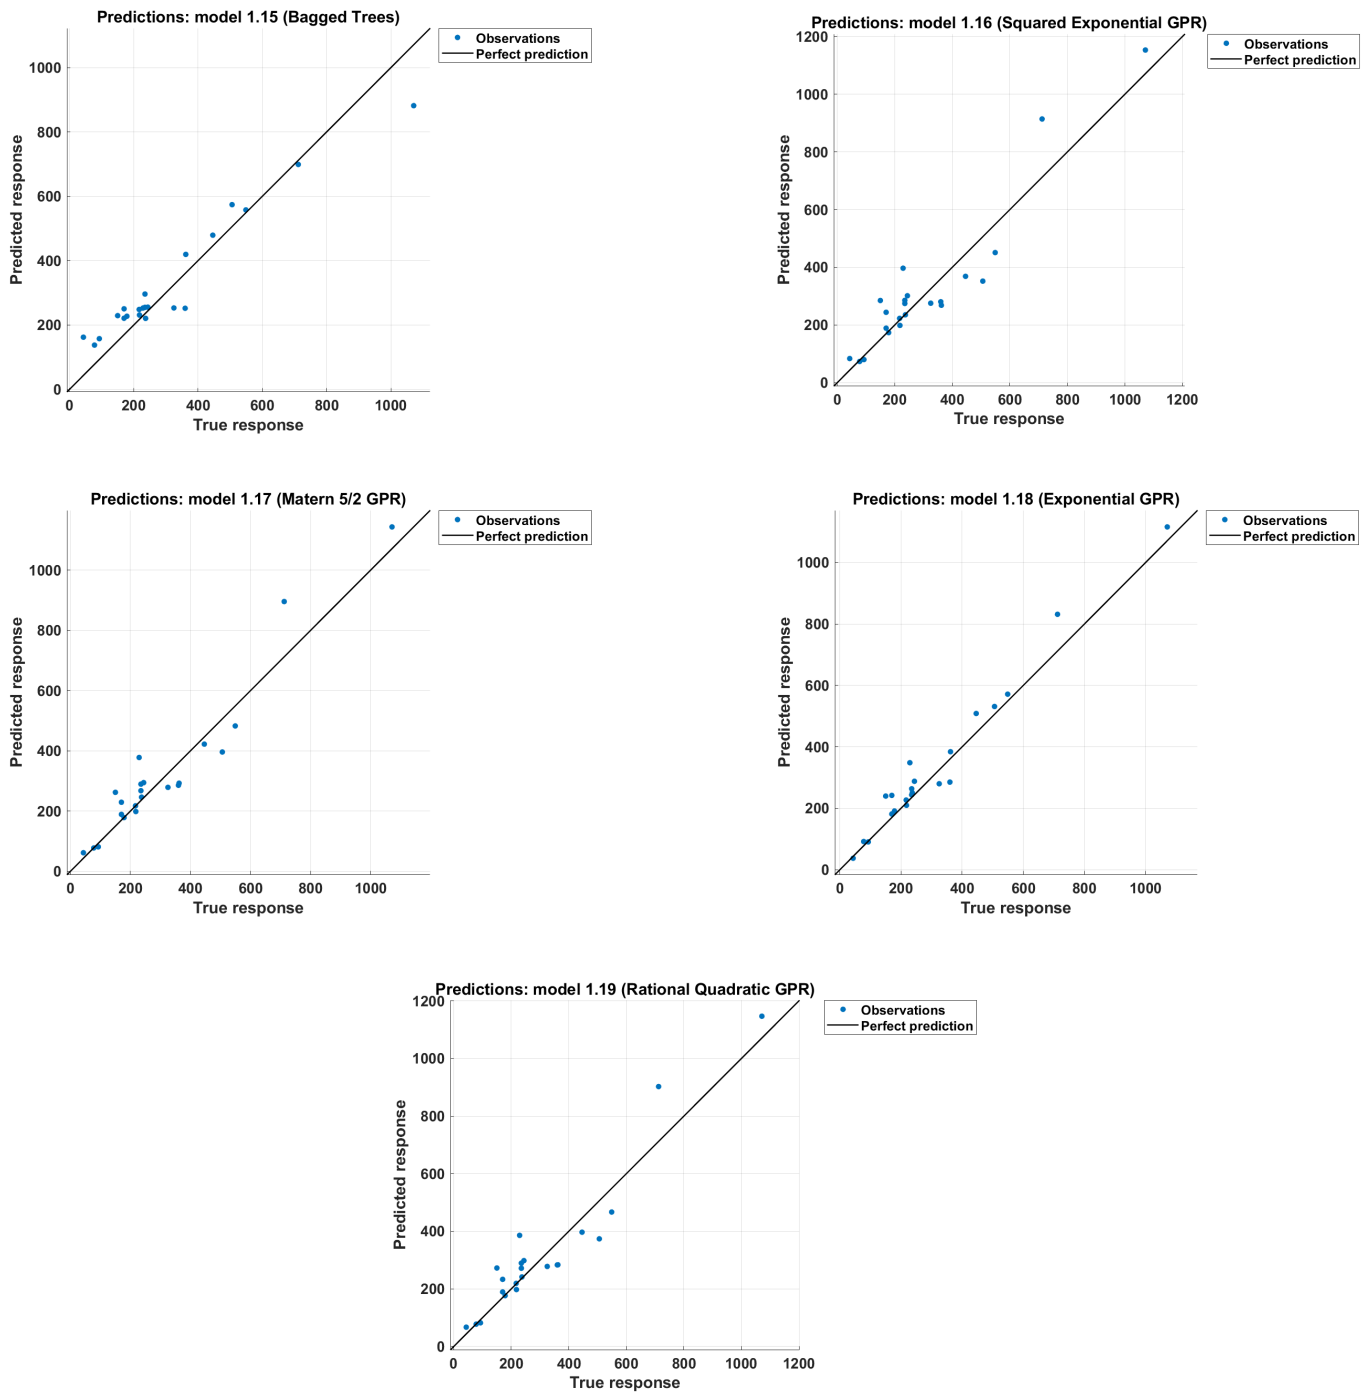 Predictions: model 1.15 (Bagged Trees)
Observations
Perfect prediction
1000
800
600
400
200
0
0 200 400 600 800 1000
Predicted response
True response
Predictions: model 1.16 (Squared Exponential GPR)
Observations
Perfect prediction
1200
1000
800
600
400
200
0
0 200 400 600 800 1000 1200
Predicted response
True response
Predictions: model 1.17 (Matern 5/2 GPR)
Observations
Perfect prediction
1000
800
600
400
200
0
0 200 400 600 800 1000
Predicted response
True response
Predictions: model 1.18 (Exponential GPR)
Observations
Perfect prediction
1000
800
600
400
200
0
0 200 400 600 800 1000
Predicted response
True response
Predictions: model 1.19 (Rational Quadratic GPR)
Observations
Perfect prediction
1200
1000
800
600
400
200
0
0 200 400 600 800 1000 1200
Predicted response
True response